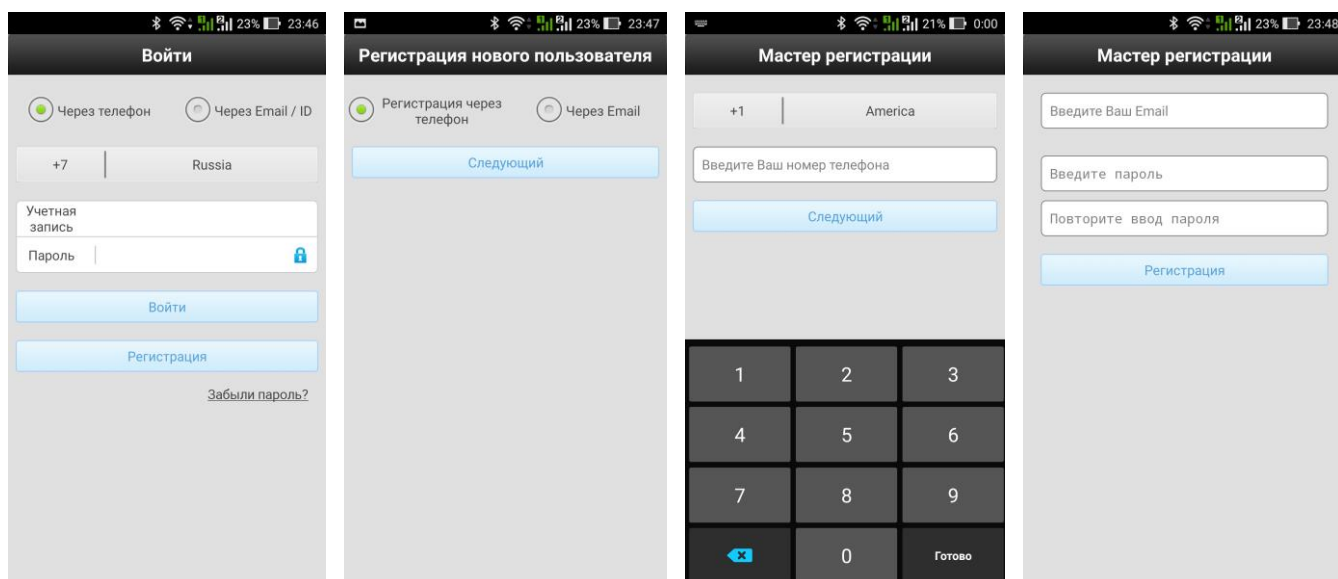 23% 23:46
Войти
Через телефон
Через Email / ID
+7
Russia
Учетная
запись
Пароль
Войти
Регистрация
Забыли пароль?
23% 23:47
Регистрация нового пользователя
Регистрация через
телефон
Через Email
Следующий
21% 0:00
Мастер регистрации
+1
America
Введите Ваш номер телефона
Следующий
1
2
3
4
5
6
7
8
9
0
Готово
23% 23:48
Мастер регистрации
Введите Ваш Email
Введите пароль
Повторите ввод пароля
Регистрация